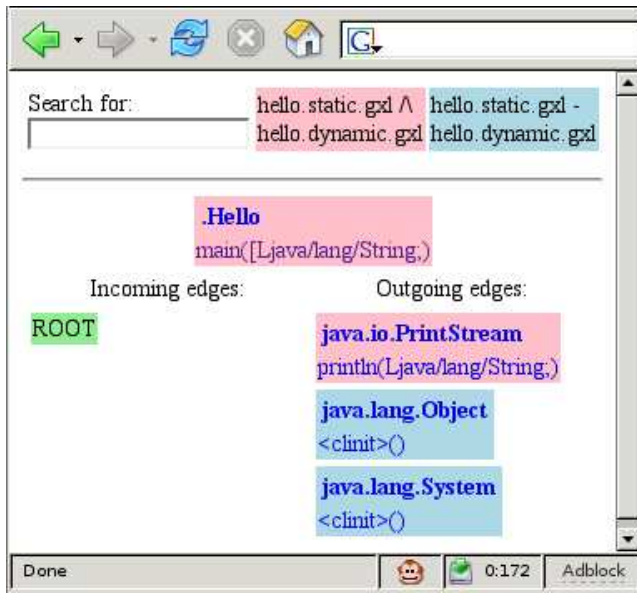 G
Search for:
hello.static.gxl /\ hello.static.gxl -
hello.dynamic.gxl hello.dynamic.gxl
.Hello
main([Ljava/lang/String;)
Incoming edges: Outgoing edges:
ROOT
java.io.PrintStream
println(Ljava/lang/String;)
java.lang.Object
<clinit>()
java.lang.System
<clinit>()
Done 0:172 Adblock